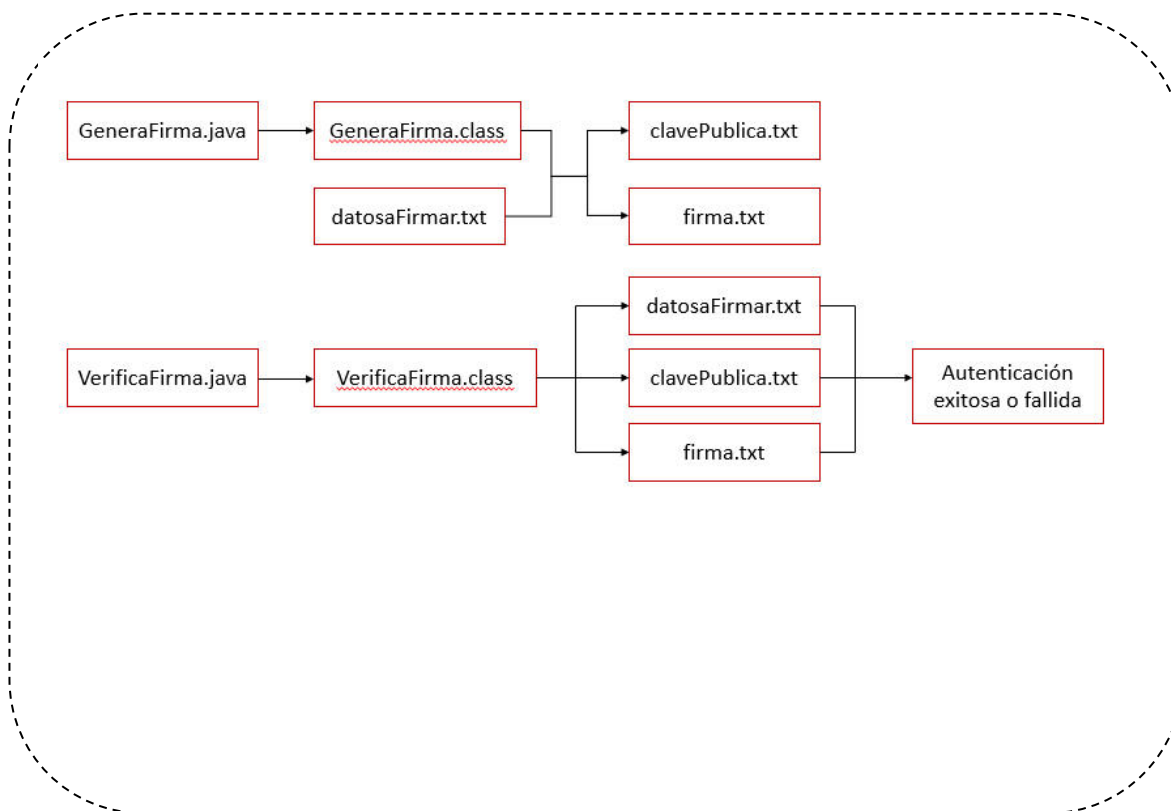 GeneraFirma.java
GeneraFirma.class
clavePublica.txt
datosaFirmar.txt
firma.txt
datosaFirmar.txt
VerificaFirma.java
VerificaFirma.class
clavePublica.txt
Autenticación
exitosa o fallida
firma.txt